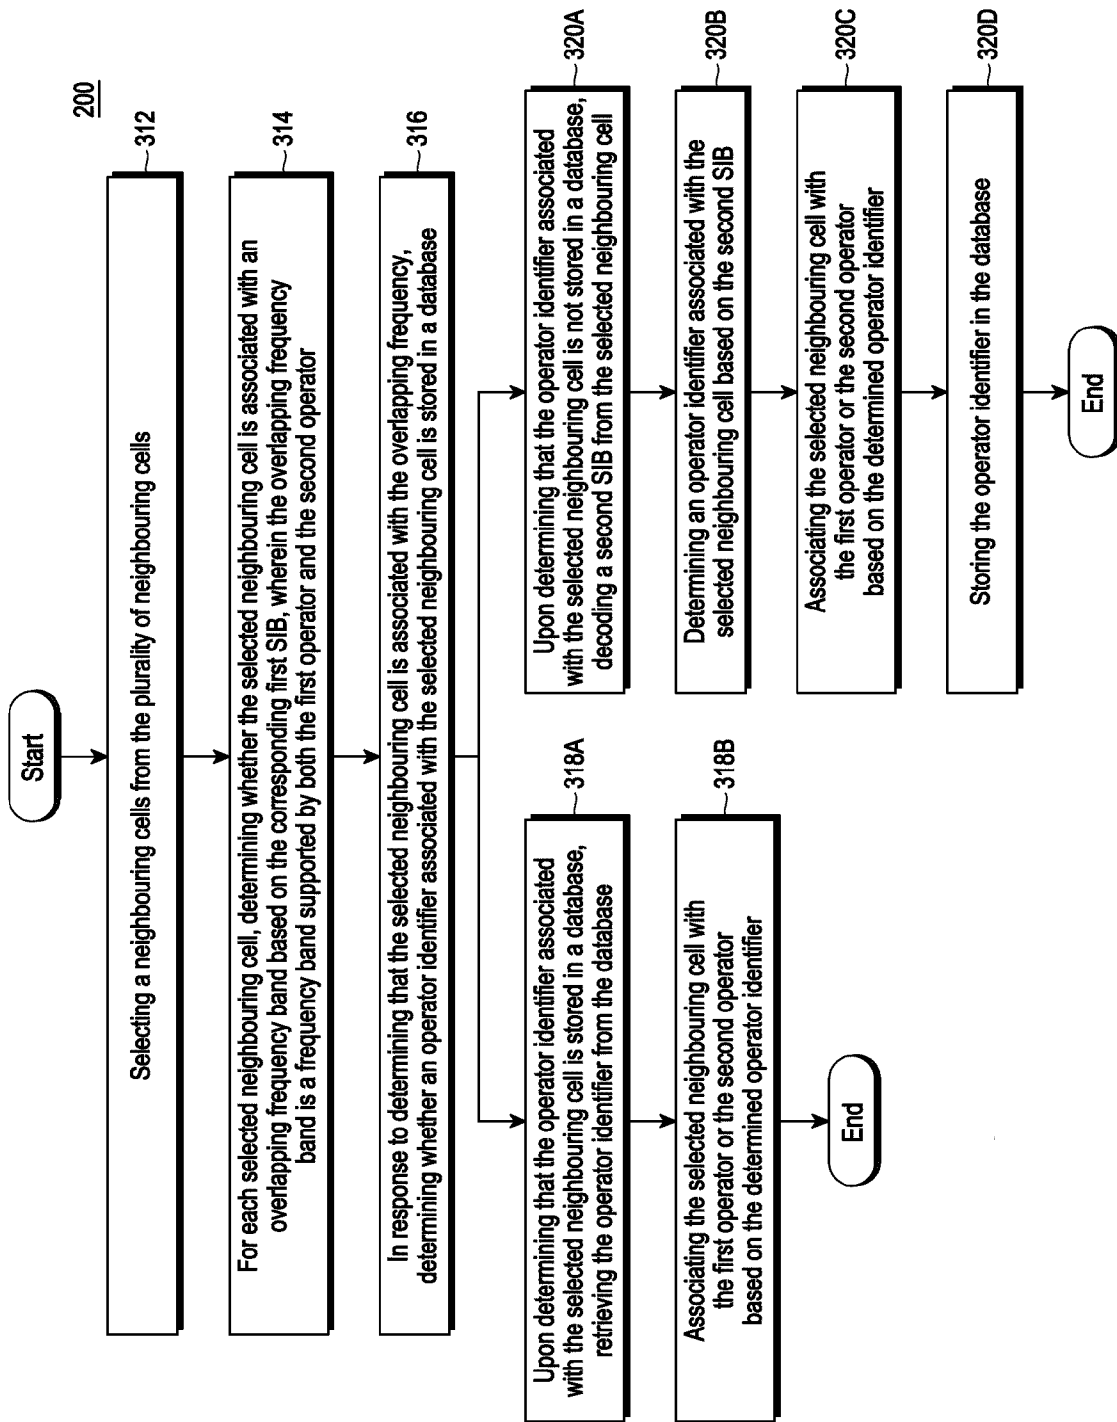 200
Start
Selecting a neighbouring cells from the plurality of neighbouring cells
312
For each selected neighbouring cell, determining whether the selected neighbouring cell is associated with an
overlapping frequency band based on the corresponding first SIB, wherein the overlapping frequency
band is a frequency band supported by both the first operator and the second operator
314
In response to determining that the selected neighbouring cell is associated with the overlapping frequency,
determining whether an operator identifier associated with the selected neighbouring cell is stored in a database
316
Upon determining that the operator identifier associated
with the selected neighbouring cell is stored in a database,
retrieving the operator identifier from the database
318A
Associating the selected neighbouring cell with
the first operator or the second operator
based on the determined operator identifier
318B
End
Upon determining that the operator identifier associated
with the selected neighbouring cell is not stored in a database,
decoding a second SIB from the selected neighbouring cell
320A
Determining an operator identifier associated with the
selected neighbouring cell based on the second SIB
320B
Associating the selected neighbouring cell with
the first operator or the second operator
based on the determined operator identifier
320C
Storing the operator identifier in the database
320D
End